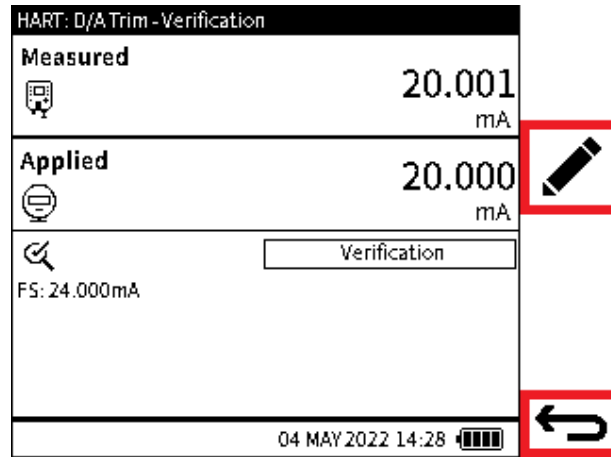 HART: D/A Trim - Verification
Measured
20.001
mA
Applied
20.000
mA
Verification
FS: 24.000mA
04 MAY 2022 14:28